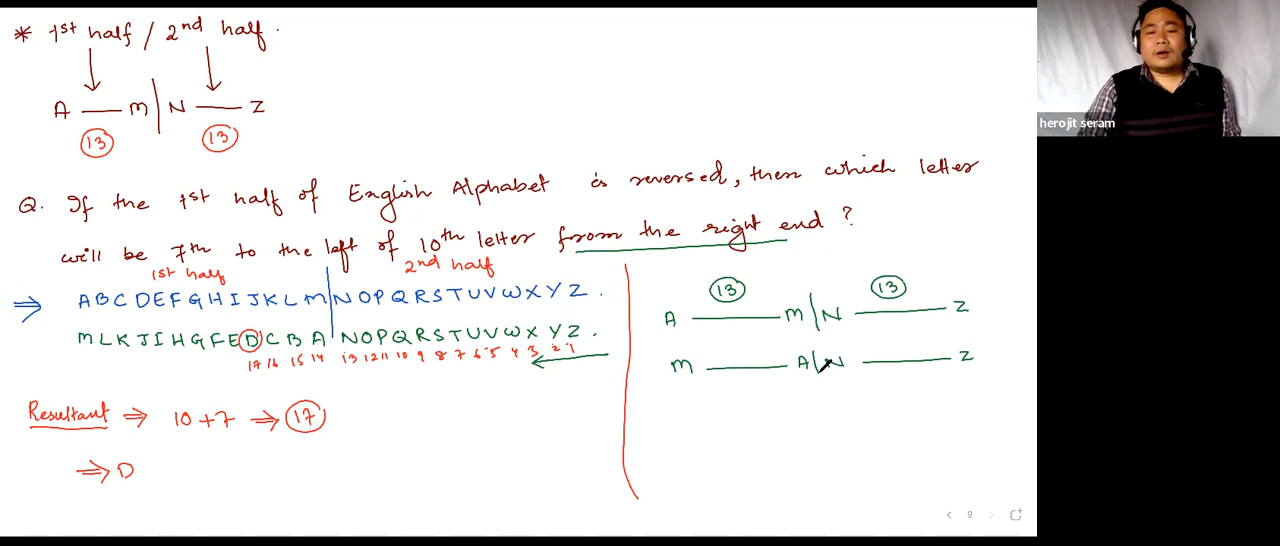 * 1st half / 2nd half.
A — M | N — Z
13 13
Q. If the 1st half of English Alphabet is reversed, then which letter
will be 7th to the left of 10th letter from the right end?
1st half 2nd half
⇒ A B C D E F G H I J K L M | N O P Q R S T U V W X Y Z.
M L K J I H G F E D C B A N O P Q R S T U V W X Y Z.
17 16 15 14 13 12 11 10 9 8 7 6 5 4 3 2 1
Resultant ⇒ 10+7 ⇒ 17
⇒ D
13 13
A — M | N — Z
M — A | N — Z
herojit seram
9